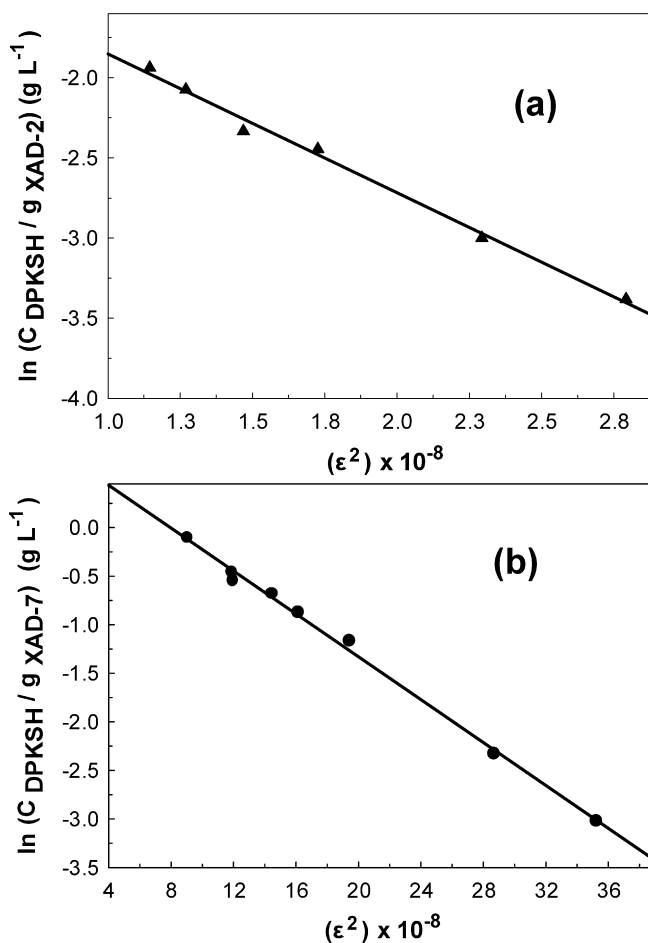 ln (C DPKSH / g XAD-2) (g L⁻¹)
-2.0
-2.5
-3.0
-3.5
-4.0
(a)
1.0 1.3 1.5 1.8 2.0 2.3 2.5 2.8
(ε²) x 10⁻⁸
ln (C DPKSH / g XAD-7) (g L⁻¹)
0.0
-0.5
-1.0
-1.5
-2.0
-2.5
-3.0
-3.5
(b)
4 8 12 16 20 24 28 32 36
(ε²) x 10⁻⁸